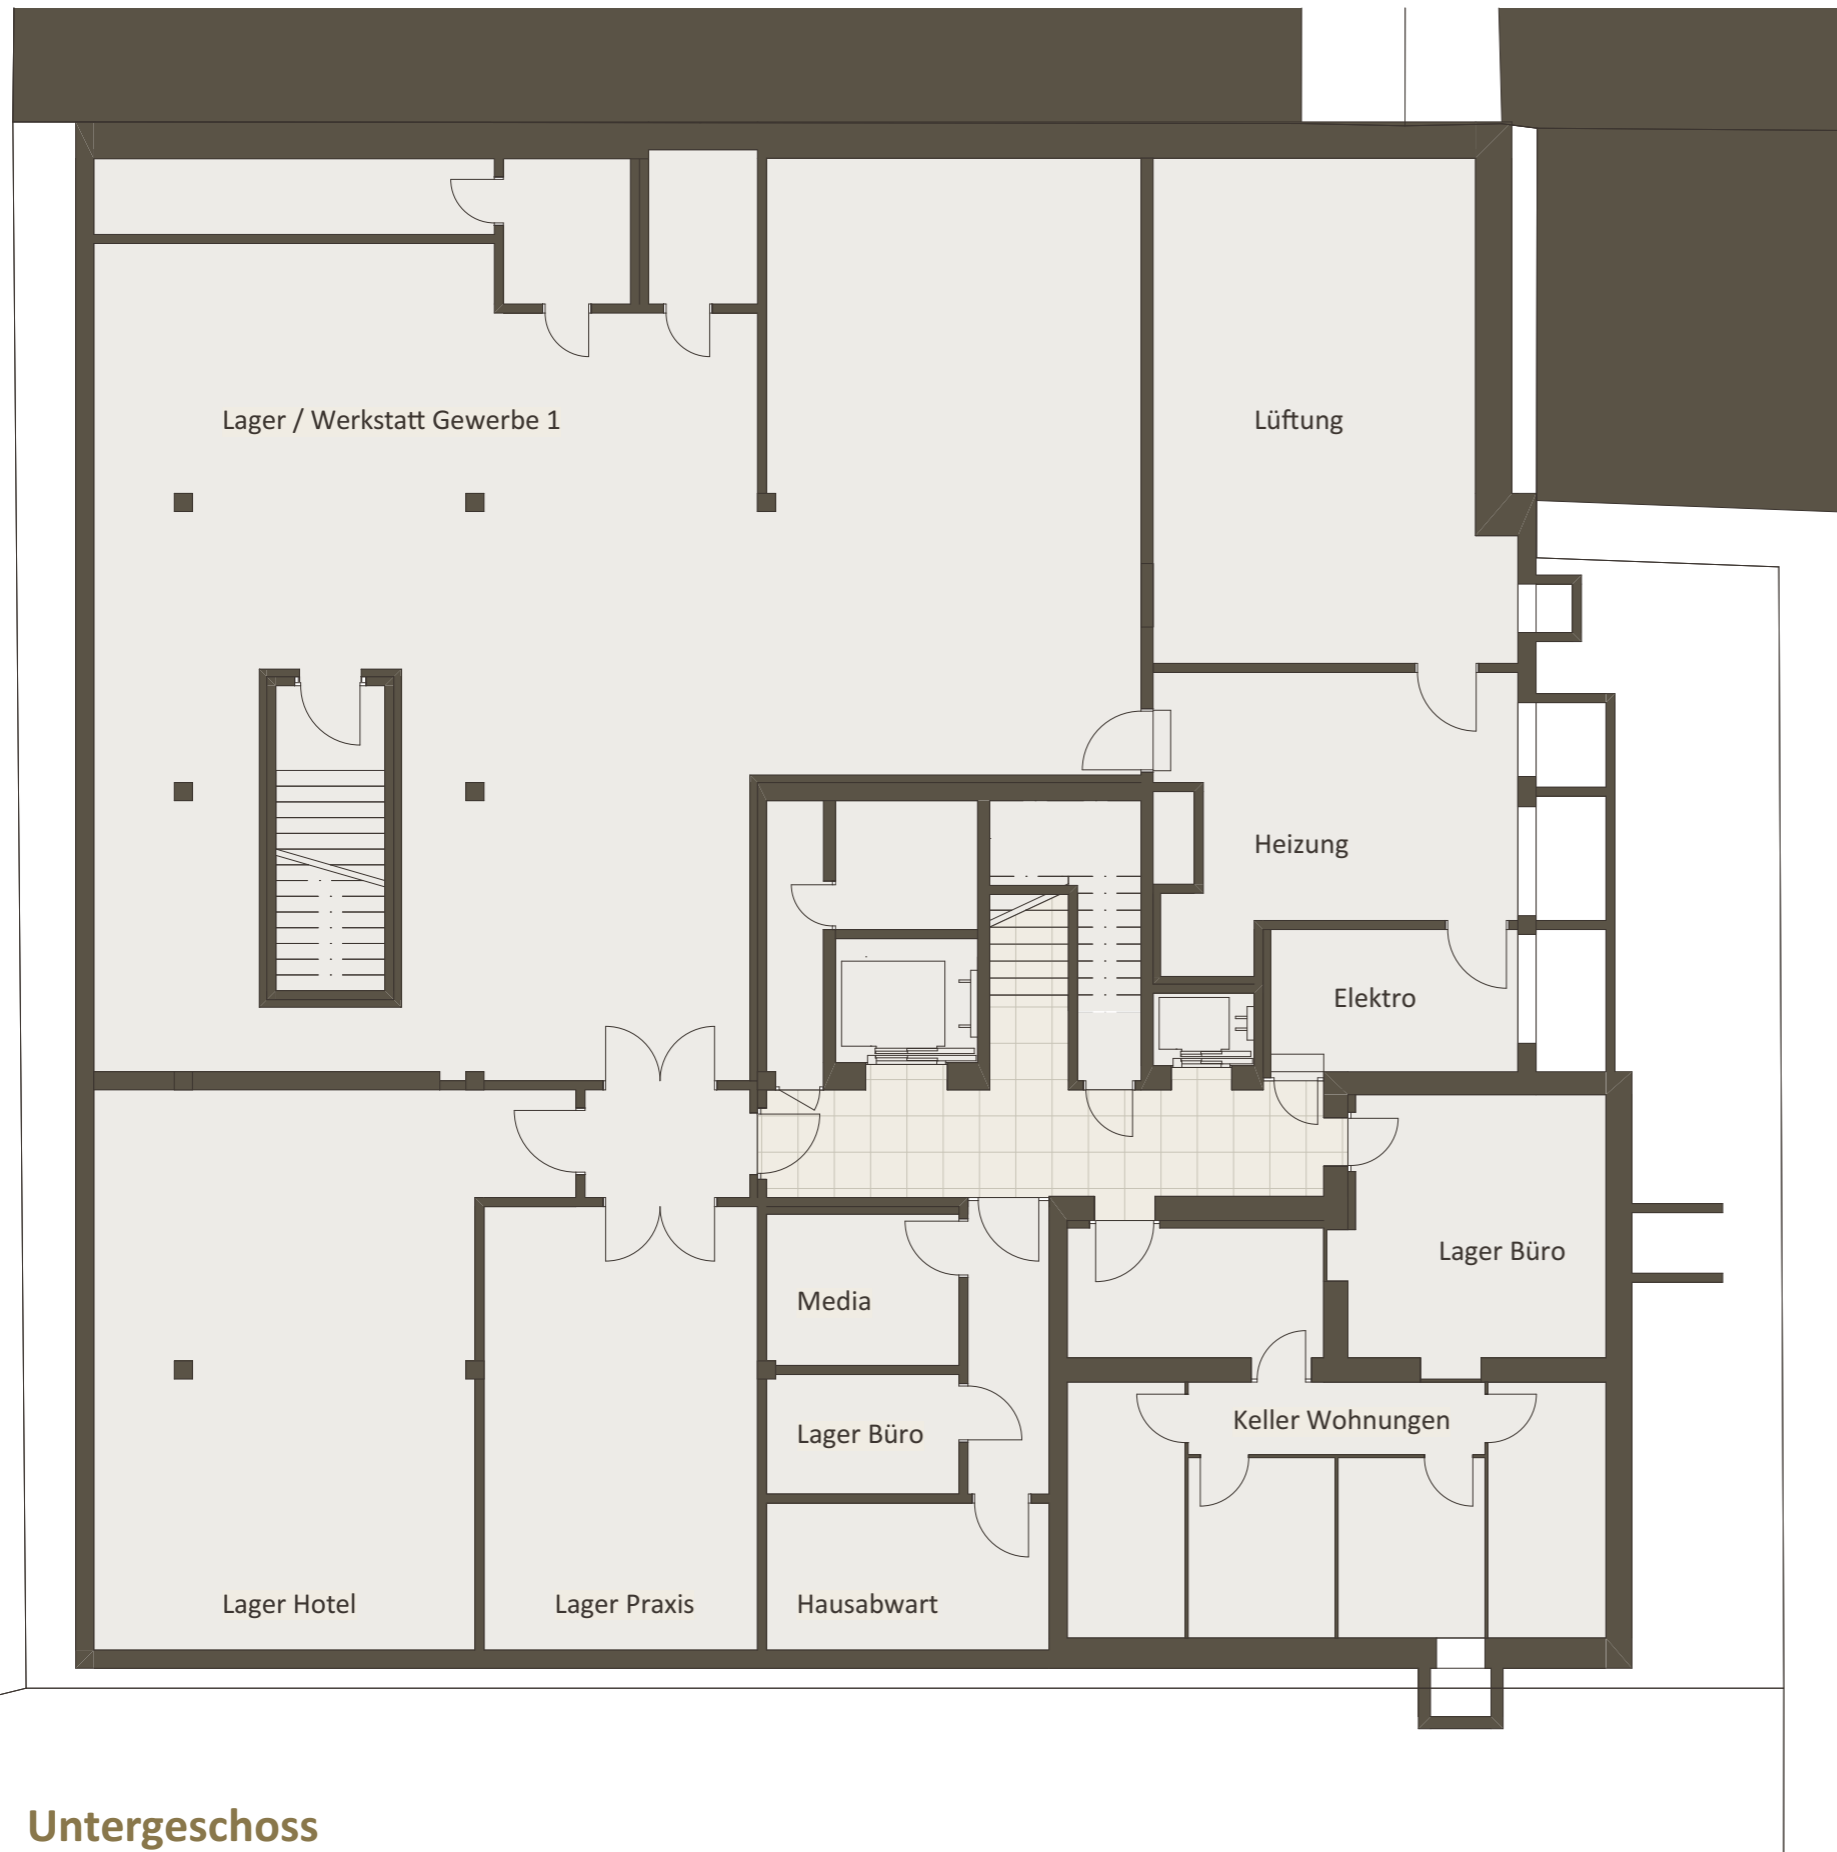 Lager / Werkstatt Gewerbe 1
Lüftung
Heizung
Elektro
Lager Büro
Media
Keller Wohnungen
Lager Büro
Lager Hotel
Lager Praxis
Hausabwart
Untergeschoss